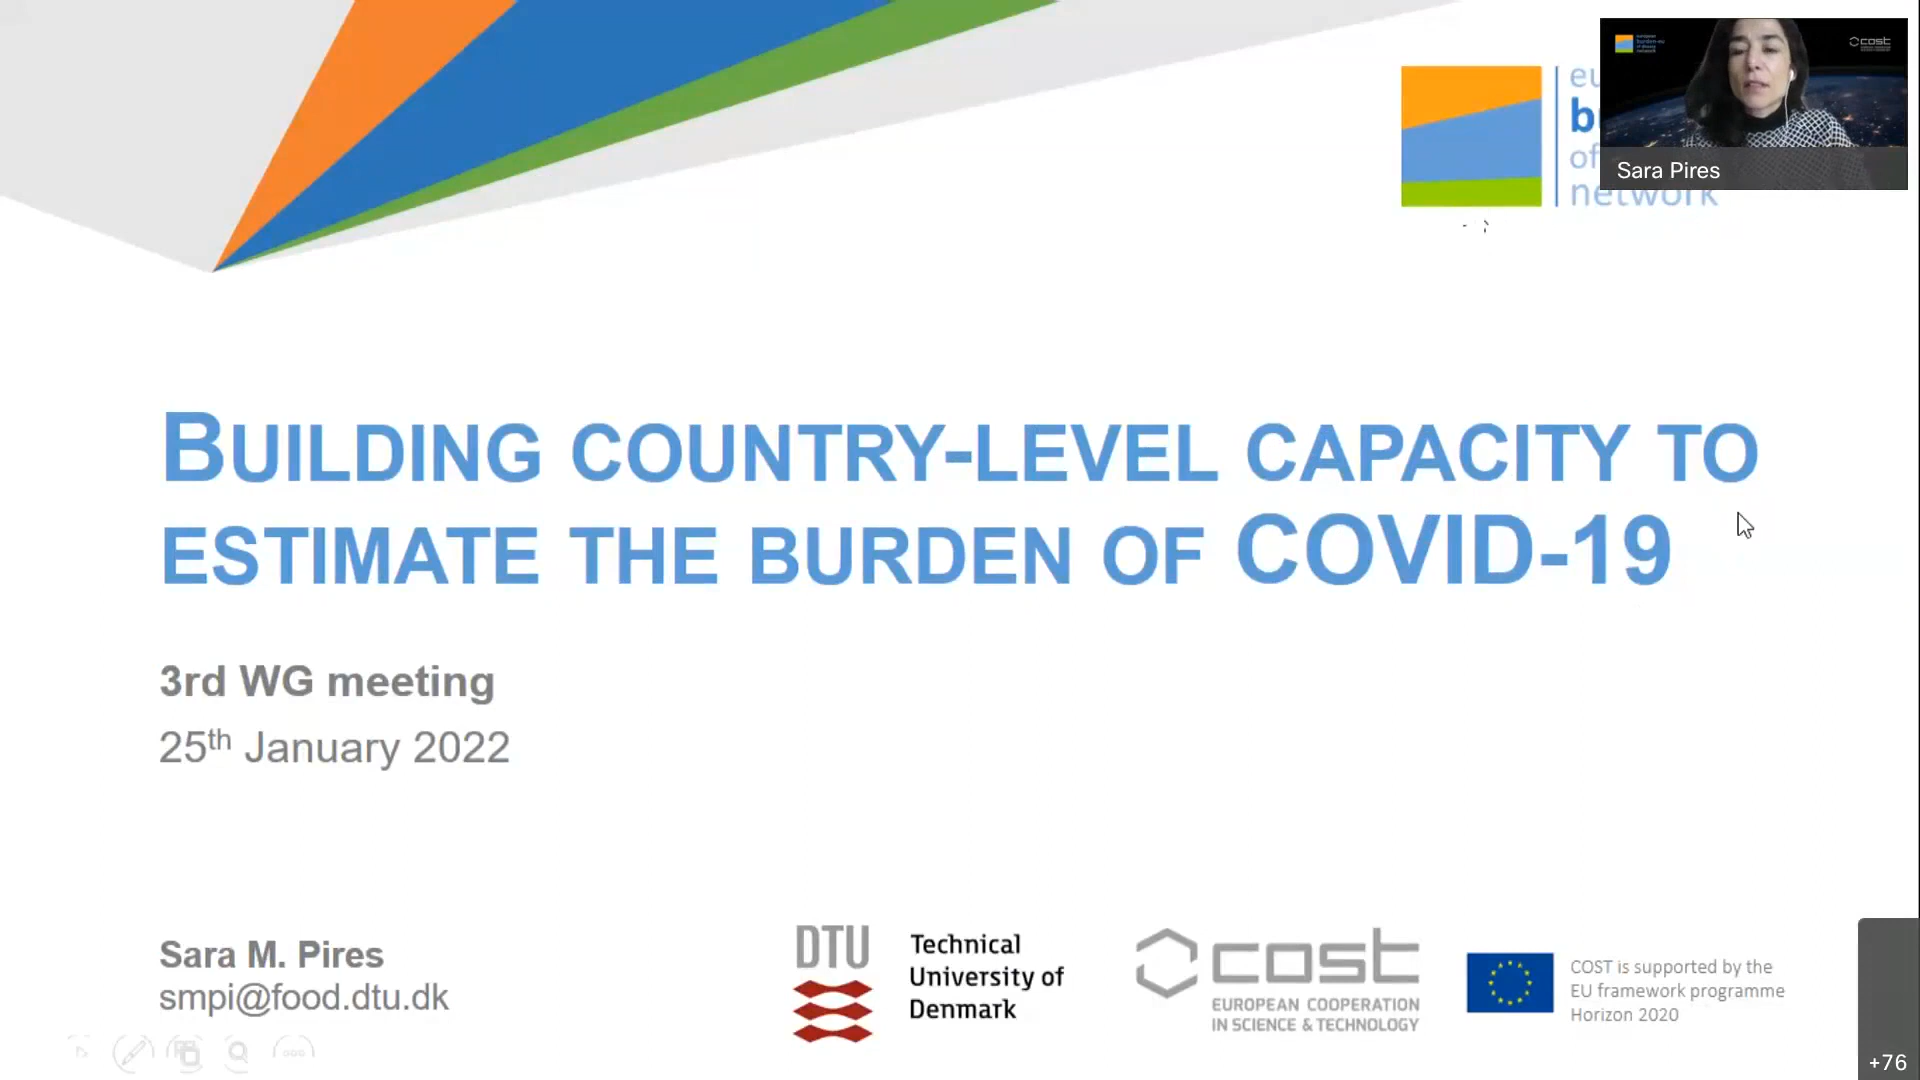 network
Sara Pires
BUILDING COUNTRY-LEVEL CAPACITY TO
ESTIMATE THE BURDEN OF COVID-19
3rd WG meeting
25th January 2022
Sara M. Pires
smpi@food.dtu.dk
DTU
Technical
University of
Denmark
cost
EUROPEAN COOPERATION
IN SCIENCE & TECHNOLOGY
COST is supported by the
EU framework programme
Horizon 2020
+76